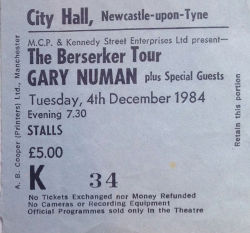 City Hall, Newcastle-upon-Tyne
M.C.P. & Kennedy Street Enterprises Ltd present—
The Berserker Tour
GARY NUMAN plus Special Guests
Tuesday, 4th December 1984
Evening 7.30
STALLS
£5.00
K 34
No Tickets Exchanged nor Money Refunded
No Cameras or Recording Equipment
Official Programmes sold only in the Theatre
A. B. Cooper (Printers) Ltd., Manchester
Retain this portion